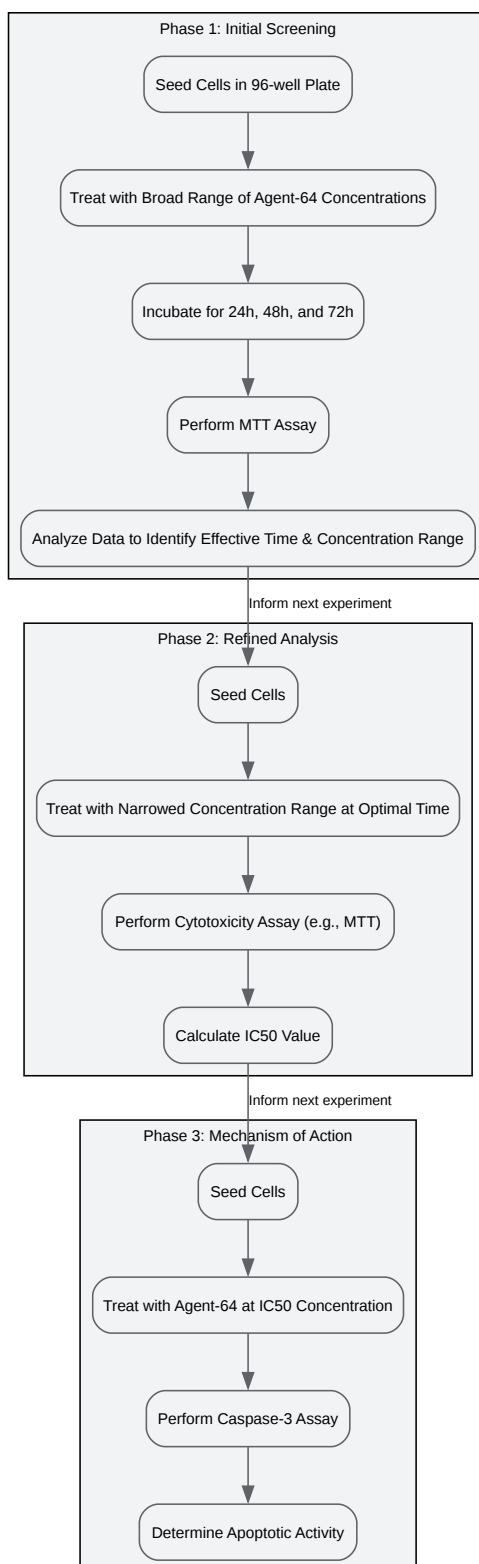 Phase 1: Initial Screening
Seed Cells in 96-well Plate
Treat with Broad Range of Agent-64 Concentrations
Incubate for 24h, 48h, and 72h
Perform MTT Assay
Analyze Data to Identify Effective Time & Concentration Range
Inform next experiment
Phase 2: Refined Analysis
Seed Cells
Treat with Narrowed Concentration Range at Optimal Time
Perform Cytotoxicity Assay (e.g., MTT)
Calculate IC50 Value
Inform next experiment
Phase 3: Mechanism of Action
Seed Cells
Treat with Agent-64 at IC50 Concentration
Perform Caspase-3 Assay
Determine Apoptotic Activity